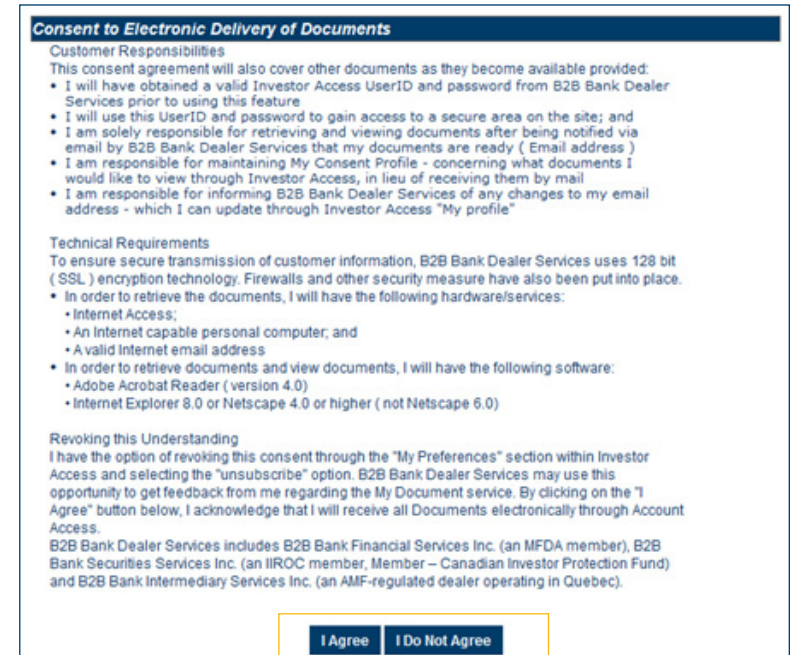 Consent to Electronic Delivery of Documents
Customer Responsibilities
This consent agreement will also cover other documents as they become available provided:
• I will have obtained a valid Investor Access UserID and password from B2B Bank Dealer
Services prior to using this feature
• I will use this UserID and password to gain access to a secure area on the site; and
• I am solely responsible for retrieving and viewing documents after being notified via
email by B2B Bank Dealer Services that my documents are ready ( Email address )
• I am responsible for maintaining My Consent Profile - concerning what documents I
would like to view through Investor Access, in lieu of receiving them by mail
• I am responsible for informing B2B Bank Dealer Services of any changes to my email
address - which I can update through Investor Access "My profile"
Technical Requirements
To ensure secure transmission of customer information, B2B Bank Dealer Services uses 128 bit
( SSL ) encryption technology. Firewalls and other security measure have also been put into place.
• In order to retrieve the documents, I will have the following hardware/services:
• Internet Access;
• An Internet capable personal computer; and
• A valid Internet email address
• In order to retrieve documents and view documents, I will have the following software:
• Adobe Acrobat Reader ( version 4.0)
• Internet Explorer 8.0 or Netscape 4.0 or higher ( not Netscape 6.0)
Revoking this Understanding
I have the option of revoking this consent through the "My Preferences" section within Investor
Access and selecting the "unsubscribe" option. B2B Bank Dealer Services may use this
opportunity to get feedback from me regarding the My Document service. By clicking on the "I
Agree" button below, I acknowledge that I will receive all Documents electronically through Account
Access.
B2B Bank Dealer Services includes B2B Bank Financial Services Inc. (an MFDA member), B2B
Bank Securities Services Inc. (an IIROC member, Member – Canadian Investor Protection Fund)
and B2B Bank Intermediary Services Inc. (an AMF-regulated dealer operating in Quebec).
I Agree I Do Not Agree